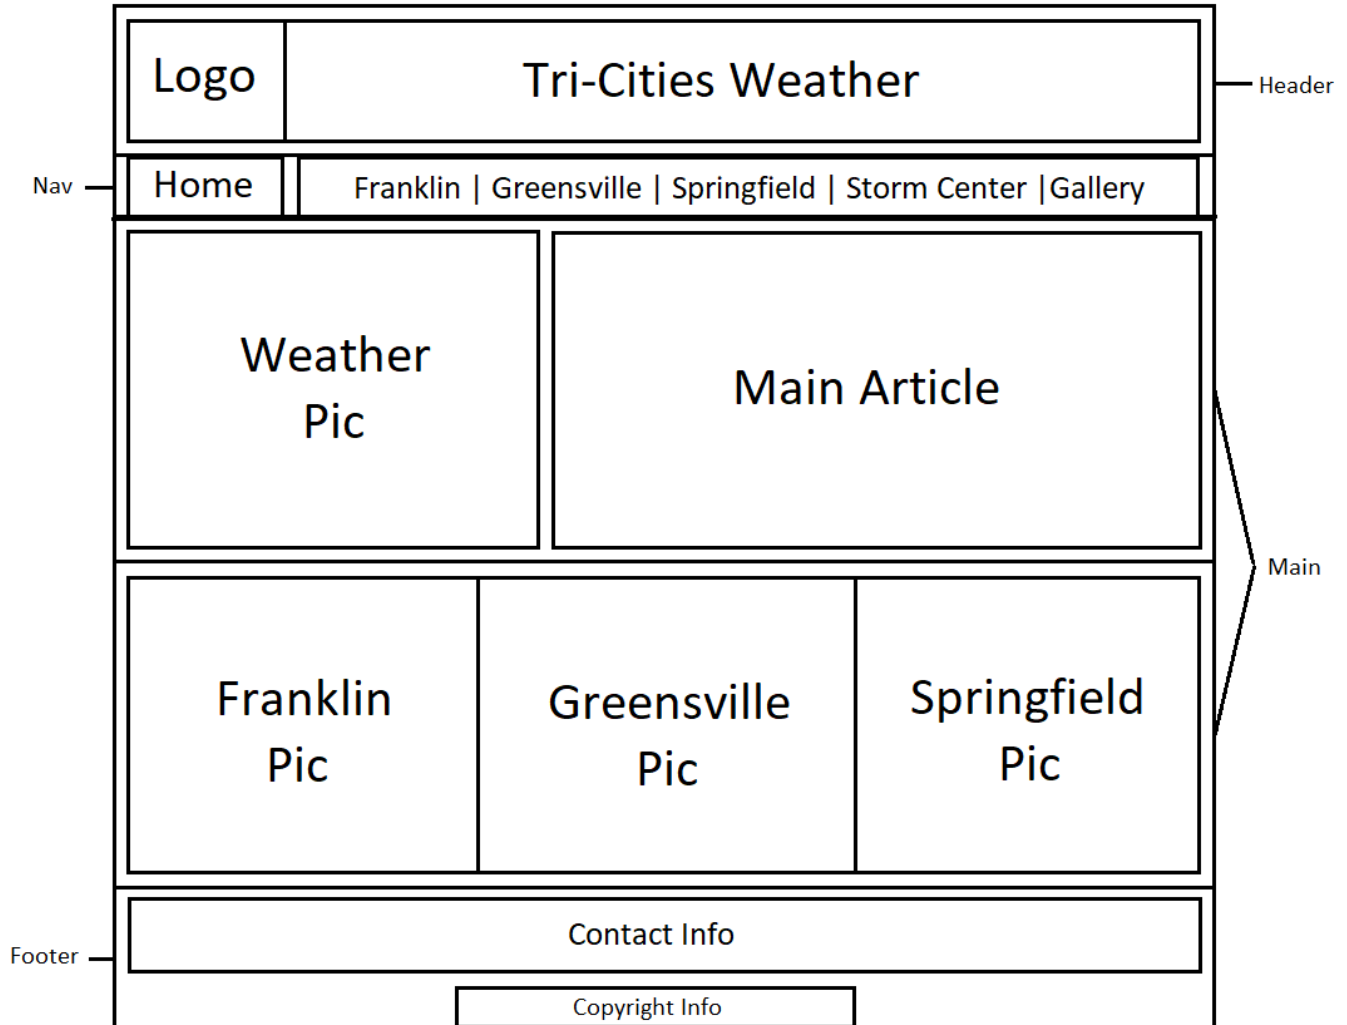 Logo
Tri-Cities Weather
Header
Nav
Home
Franklin | Greensville | Springfield | Storm Center |Gallery
Weather
Pic
Main Article
Main
Franklin
Pic
Greensville
Pic
Springfield
Pic
Contact Info
Footer
Copyright Info